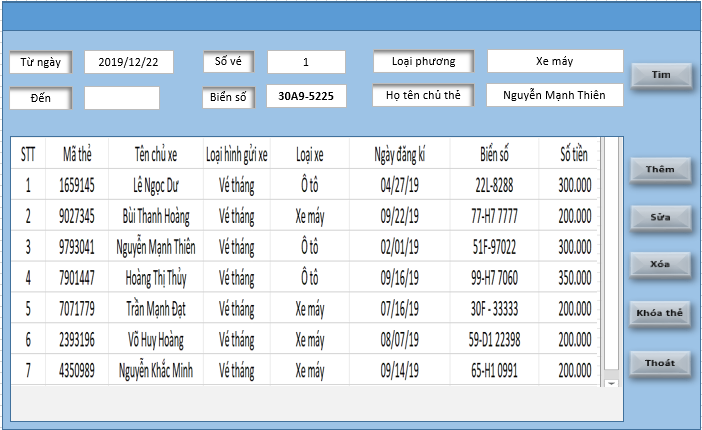 Từ ngày 2019/12/22 Số vé 1 Loại phương Xe máy Tìm
Đến Biển số 30A9-5225 Họ tên chủ thẻ Nguyễn Mạnh Thiên
STT Mã thẻ Tên chủ xe Loại hình gửi xe Loại xe Ngày đăng kí Biển số Số tiền
1 1659145 Lê Ngọc Dư Vé tháng Ô tô 04/27/19 22L-8288 300.000
2 9027345 Bùi Thanh Hoàng Vé tháng Xe máy 09/22/19 77-H7 7777 200.000
3 9793041 Nguyễn Mạnh Thiên Vé tháng Ô tô 02/01/19 51F-97022 300.000
4 7901447 Hoàng Thị Thủy Vé tháng Ô tô 09/16/19 99-H7 7060 350.000
5 7071779 Trần Mạnh Đạt Vé tháng Xe máy 07/16/19 30F - 33333 200.000
6 2393196 Võ Huy Hoàng Vé tháng Xe máy 08/07/19 59-D1 22398 200.000
7 4350989 Nguyễn Khắc Minh Vé tháng Xe máy 09/14/19 65-H1 0991 200.000
Thêm
Sửa
Xóa
Khóa thẻ
Thoát